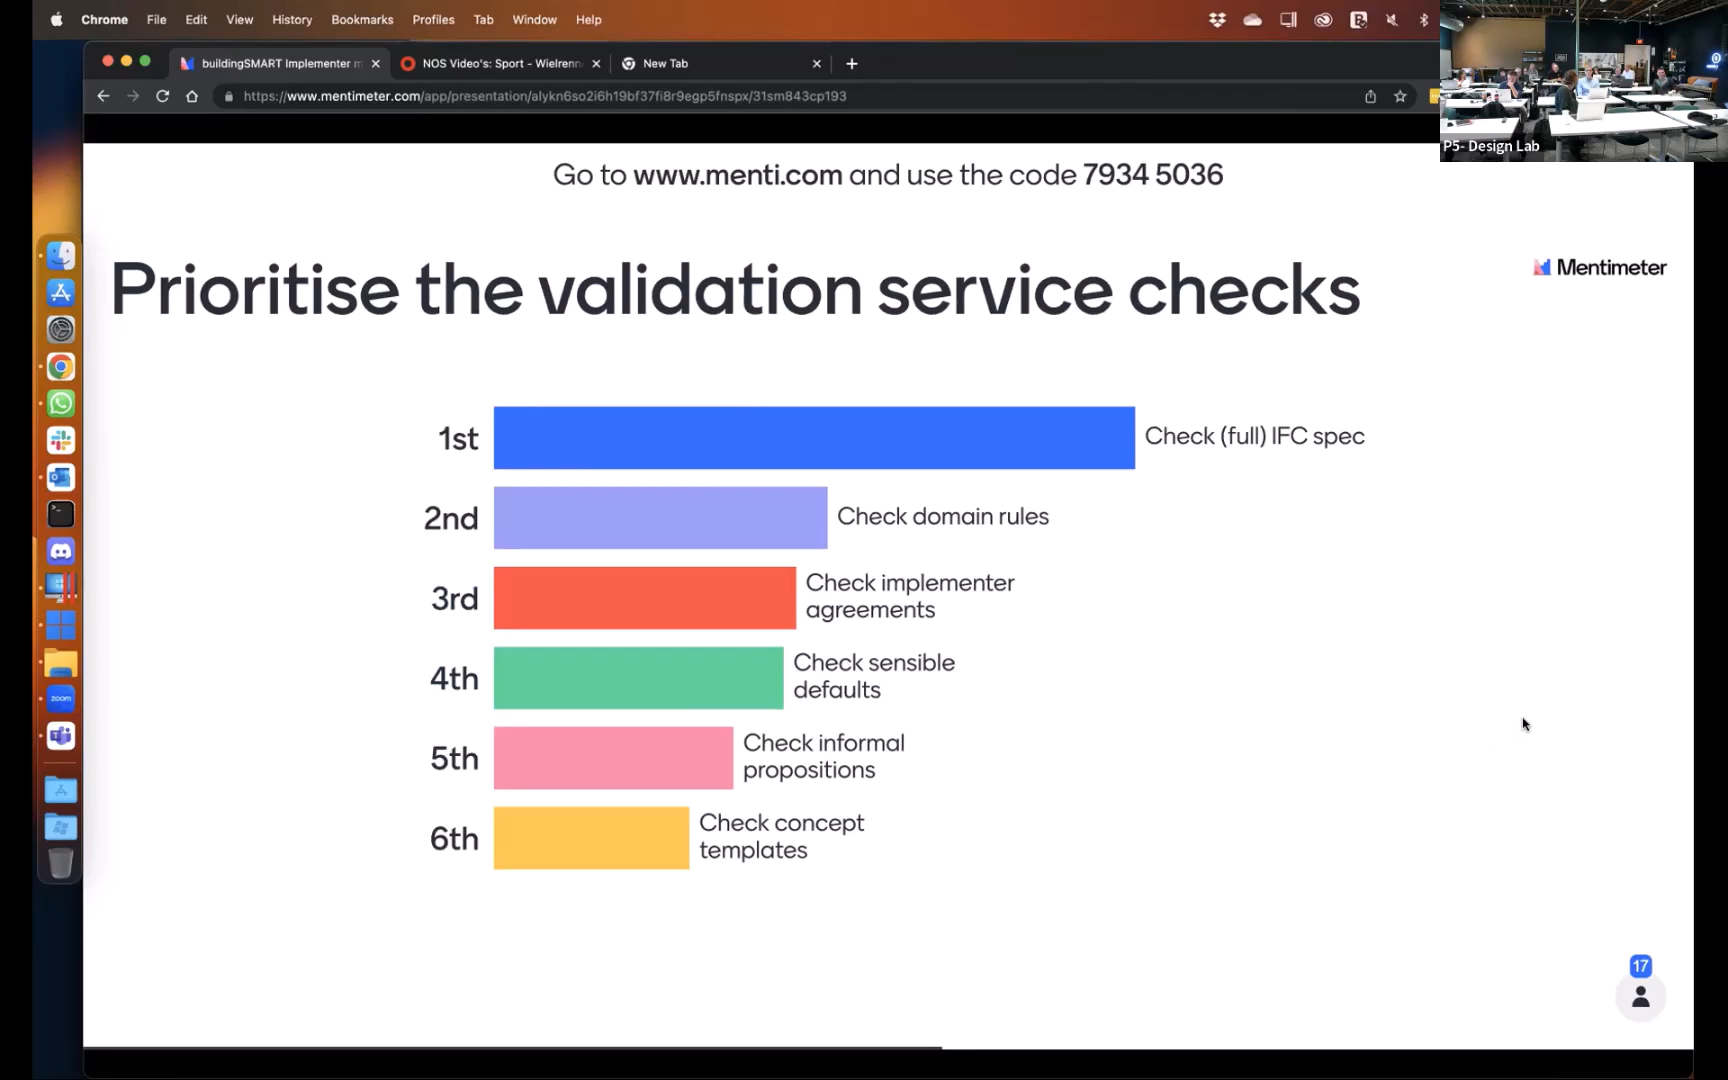 Chrome File Edit View History Bookmarks Profiles Tab Window Help
buildingSMART Implementer m
NOS Video's: Sport - Wielrenn
New Tab
https://www.mentimeter.com/app/presentation/alykn6so2i6h19bf37fi8r9egp5fnspx/31sm843cp193
P5- Design Lab
Go to www.menti.com and use the code 7934 5036
Mentimeter
Prioritise the validation service checks
1st
Check (full) IFC spec
2nd
Check domain rules
3rd
Check implementer
agreements
4th
Check sensible
defaults
5th
Check informal
propositions
6th
Check concept
templates
zoom
17